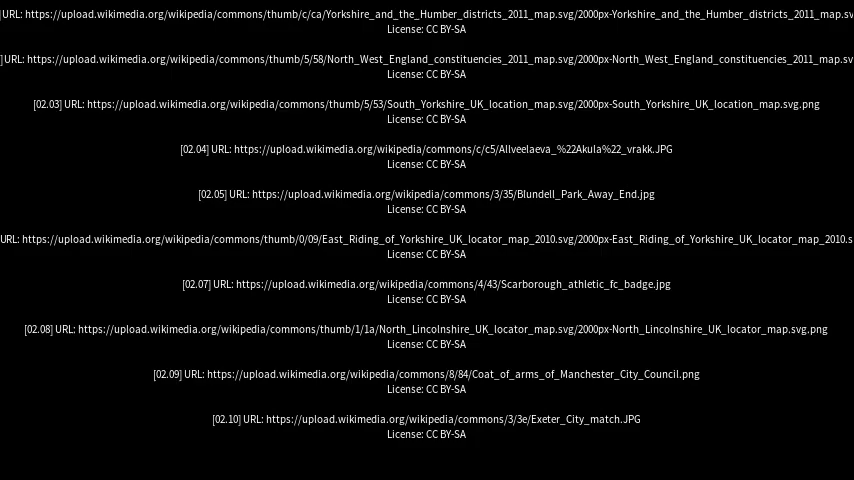 URL: https://upload.wikimedia.org/wikipedia/commons/thumb/c/ca/Yorkshire_and_the_Humber_districts_2011_map.svg/2000px-Yorkshire_and_the_Humber_districts_2011_map.sv
License: CC BY-SA
] URL: https://upload.wikimedia.org/wikipedia/commons/thumb/5/58/North_West_England_constituencies_2011_map.svg/2000px-North_West_England_constituencies_2011_map.sv
License: CC BY-SA
[02.03] URL: https://upload.wikimedia.org/wikipedia/commons/thumb/5/53/South_Yorkshire_UK_location_map.svg/2000px-South_Yorkshire_UK_location_map.svg.png
License: CC BY-SA
[02.04] URL: https://upload.wikimedia.org/wikipedia/commons/c/c5/Allveelaeva_%22Akula%22_vrakk.JPG
License: CC BY-SA
[02.05] URL: https://upload.wikimedia.org/wikipedia/commons/3/35/Blundell_Park_Away_End.jpg
License: CC BY-SA
URL: https://upload.wikimedia.org/wikipedia/commons/thumb/0/09/East_Riding_of_Yorkshire_UK_locator_map_2010.svg/2000px-East_Riding_of_Yorkshire_UK_locator_map_2010.s
License: CC BY-SA
[02.07] URL: https://upload.wikimedia.org/wikipedia/commons/4/43/Scarborough_athletic_fc_badge.jpg
License: CC BY-SA
[02.08] URL: https://upload.wikimedia.org/wikipedia/commons/thumb/1/1a/North_Lincolnshire_UK_locator_map.svg/2000px-North_Lincolnshire_UK_locator_map.svg.png
License: CC BY-SA
[02.09] URL: https://upload.wikimedia.org/wikipedia/commons/8/84/Coat_of_arms_of_Manchester_City_Council.png
License: CC BY-SA
[02.10] URL: https://upload.wikimedia.org/wikipedia/commons/3/3e/Exeter_City_match.JPG
License: CC BY-SA